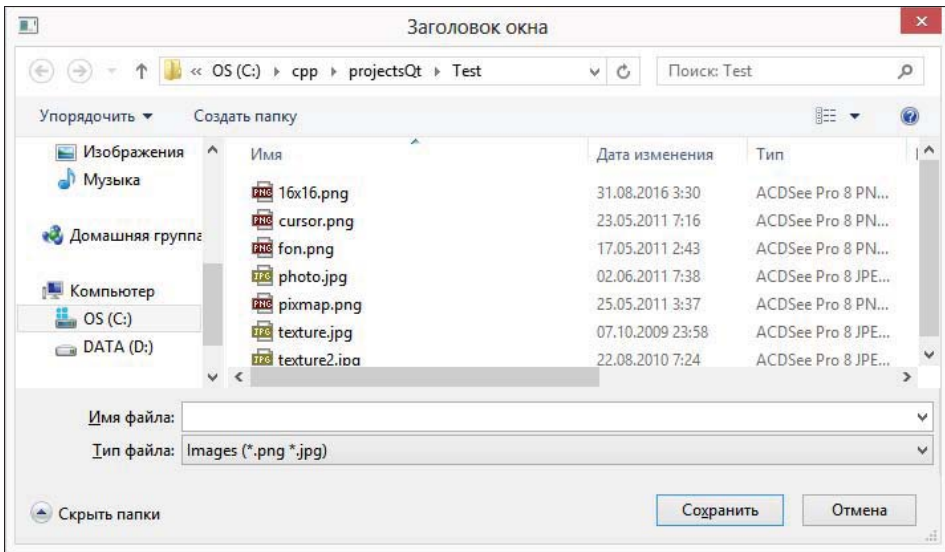 Заголовок окна
« OS (C:) cpp projectsQt Test
Поиск: Test
Упорядочить Создать папку
Изображения
Музыка
Домашняя группа
Компьютер
OS (C:)
DATA (D:)
Имя Дата изменения Тип
16x16.png 31.08.2016 3:30 ACDSee Pro 8 PN...
cursor.png 23.05.2011 7:16 ACDSee Pro 8 PN...
fon.png 17.05.2011 2:43 ACDSee Pro 8 PN...
photo.jpg 02.06.2011 7:38 ACDSee Pro 8 JPE...
pixmap.png 25.05.2011 3:37 ACDSee Pro 8 PN...
texture.jpg 07.10.2009 23:58 ACDSee Pro 8 JPE...
texture2.jpg 22.08.2010 7:24 ACDSee Pro 8 JPE...
Имя файла:
Тип файла: Images (*.png *.jpg)
Скрыть папки
Сохранить Отмена